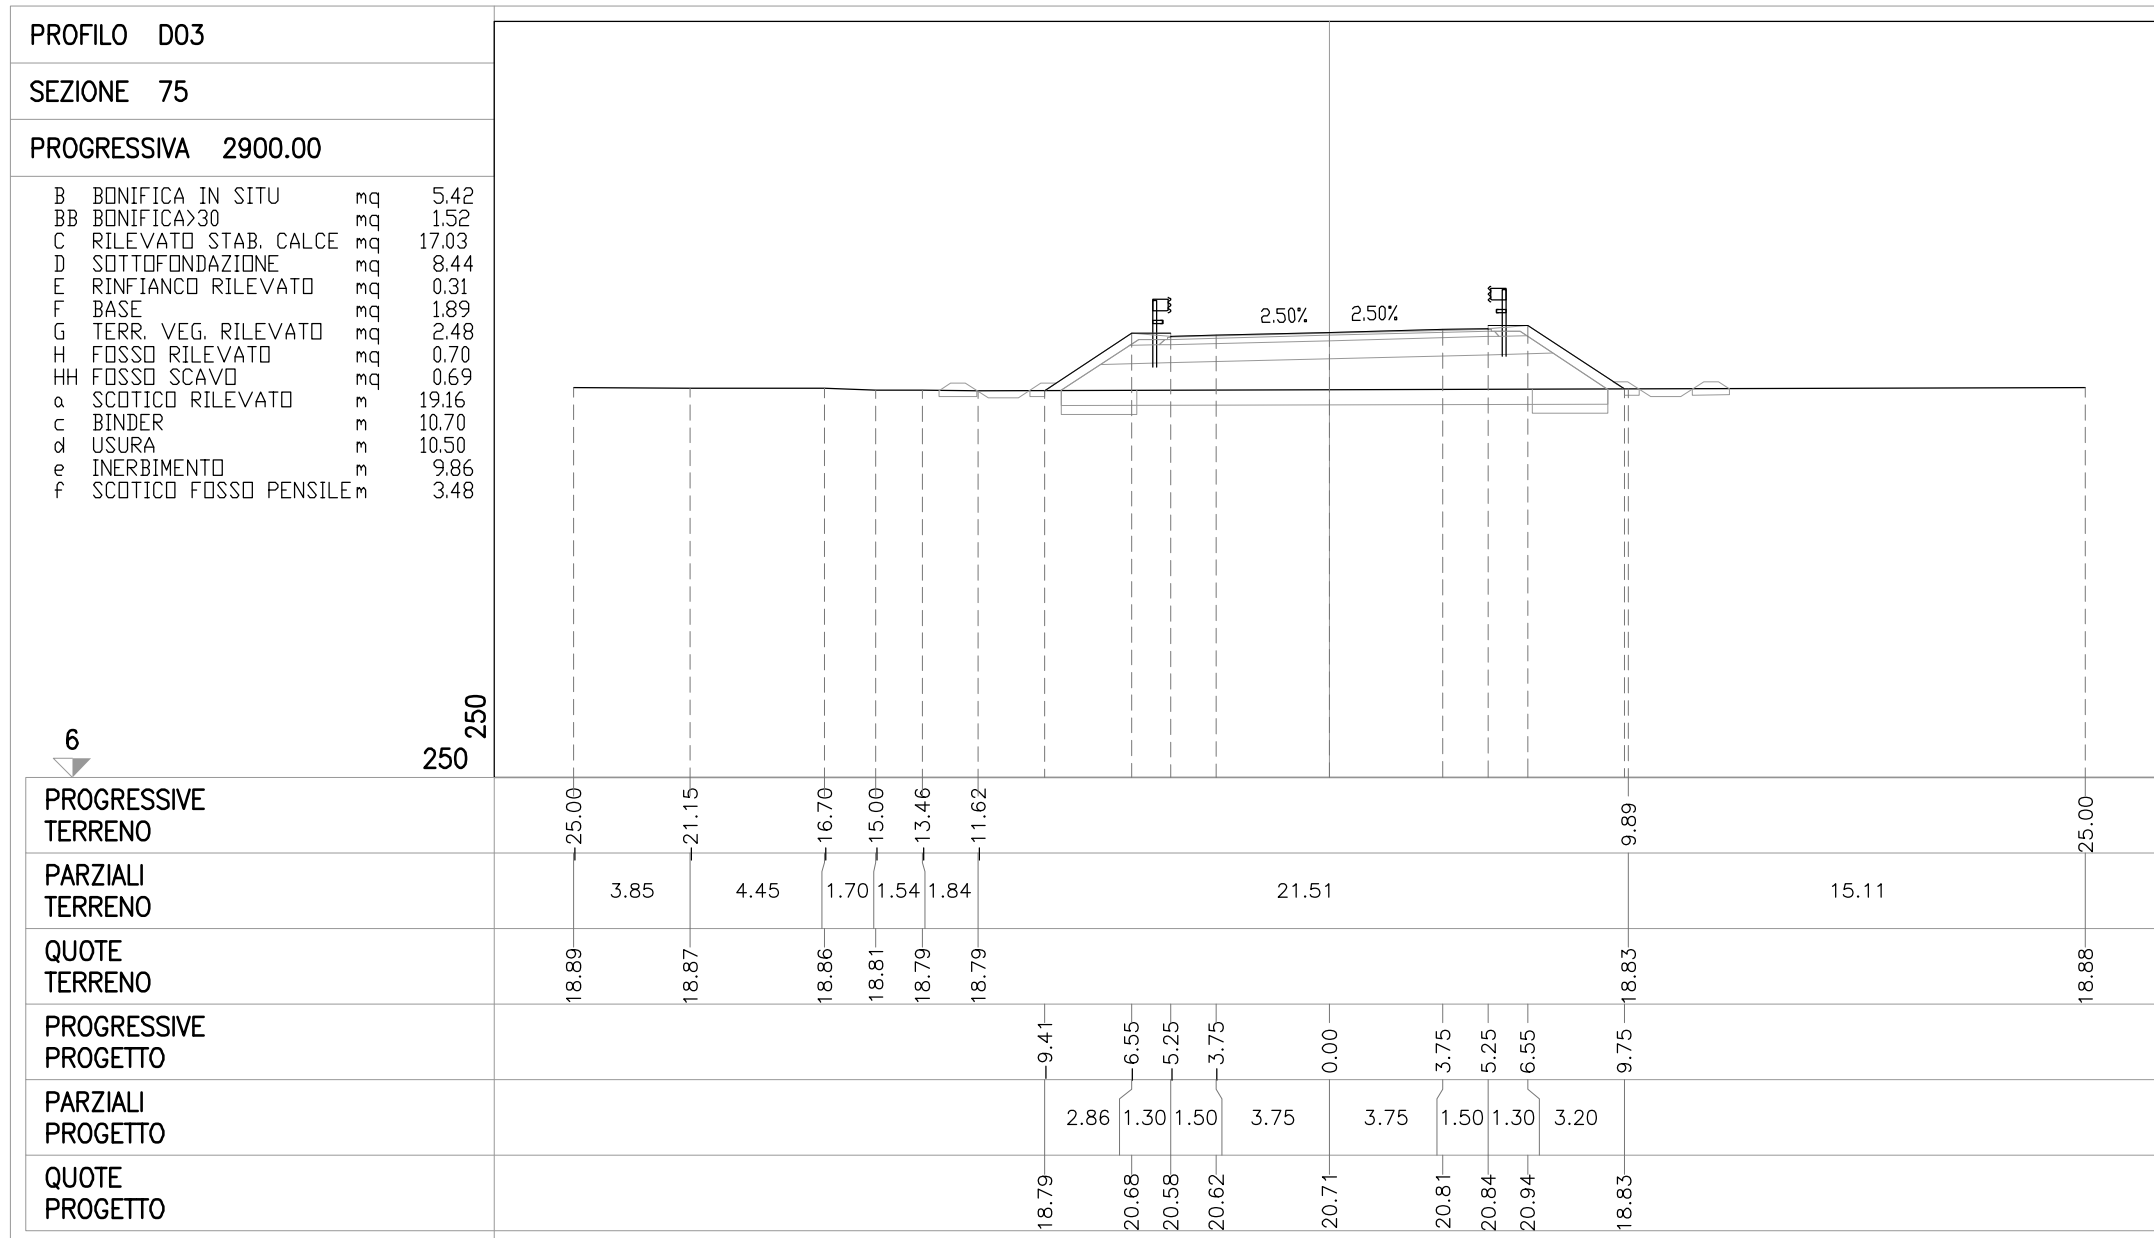 PROFILO D03
SEZIONE 75
PROGRESSIVA 2900.00
B BONIFICA IN SITU mq 5.42
BB BONIFICA>30 mq 1.52
C RILEVATO STAB. CALCE mq 17.03
D SOTTOFONDAZIONE mq 8.44
E RINFIANCO RILEVATO mq 0.31
F BASE mq 1.89
G TERR. VEG. RILEVATO mq 2.48
H FOSSO RILEVATO mq 0.70
HH FOSSO SCAVO mq 0.69
a SCOTICO RILEVATO m 19.16
c BINDER m 10.70
d USURA m 10.50
e INERBIMENTO m 9.86
f SCOTICO FOSSO PENSILE m 3.48
2.50% 2.50%
6
250
250
PROGRESSIVE TERRENO
-25.00 -21.15 -16.70 -15.00 -13.46 -11.62 9.89 25.00
PARZIALI TERRENO
3.85 4.45 1.70 1.54 1.84 21.51 15.11
QUOTE TERRENO
18.89 18.87 18.86 18.81 18.79 18.79 18.83 18.88
PROGRESSIVE PROGETTO
-9.41 -6.55 -5.25 -3.75 0.00 3.75 5.25 6.55 9.75
PARZIALI PROGETTO
2.86 1.30 1.50 3.75 3.75 1.50 1.30 3.20
QUOTE PROGETTO
18.79 20.68 20.58 20.62 20.71 20.81 20.84 20.94 18.83